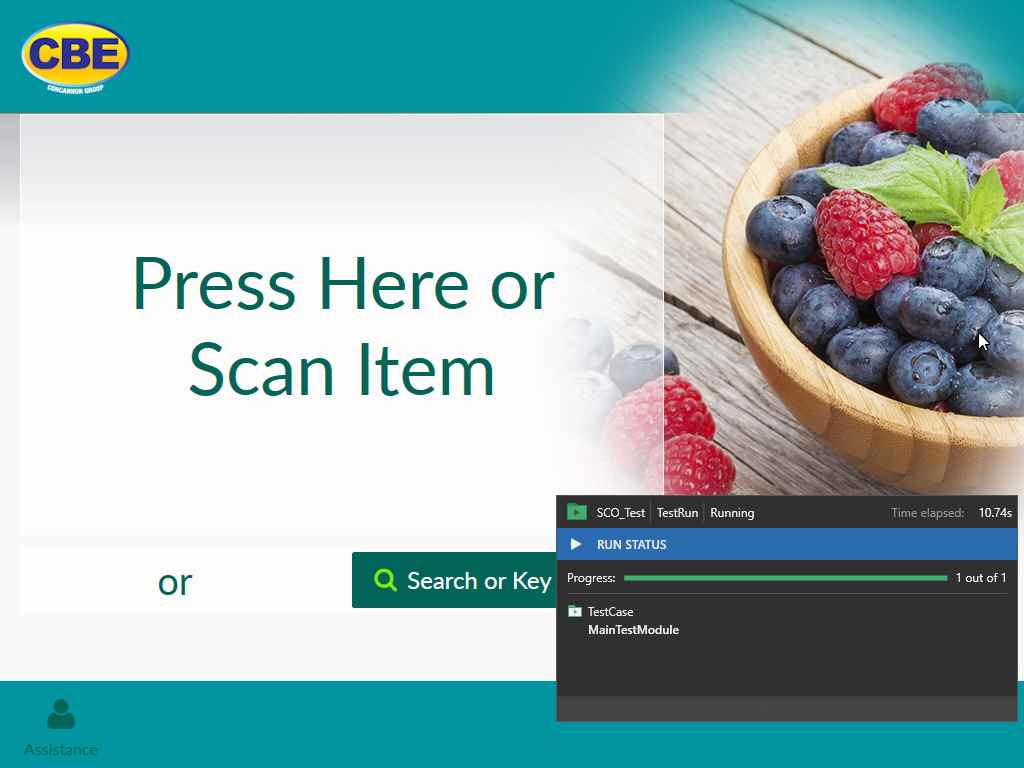 CBE
CONCANNON GROUP
Press Here or
Scan Item
or
Search or Key
SCO_Test TestRun Running Time elapsed: 10.74s
RUN STATUS
Progress: 1 out of 1
TestCase
MainTestModule
Assistance